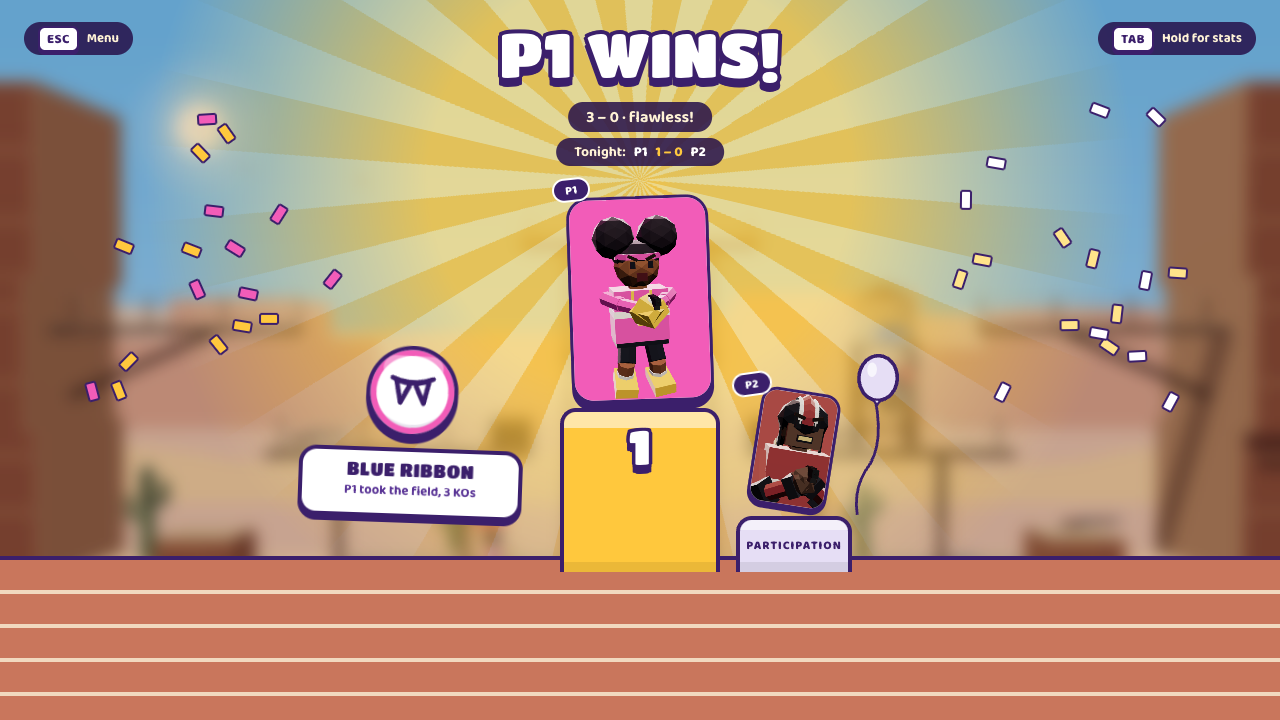 ESC Menu
P1 WINS!
TAB Hold for stats
3 – 0 · flawless!
Tonight: P1 1 – 0 P2
P1
P2
1
BLUE RIBBON
P1 took the field, 3 KOs
PARTICIPATION